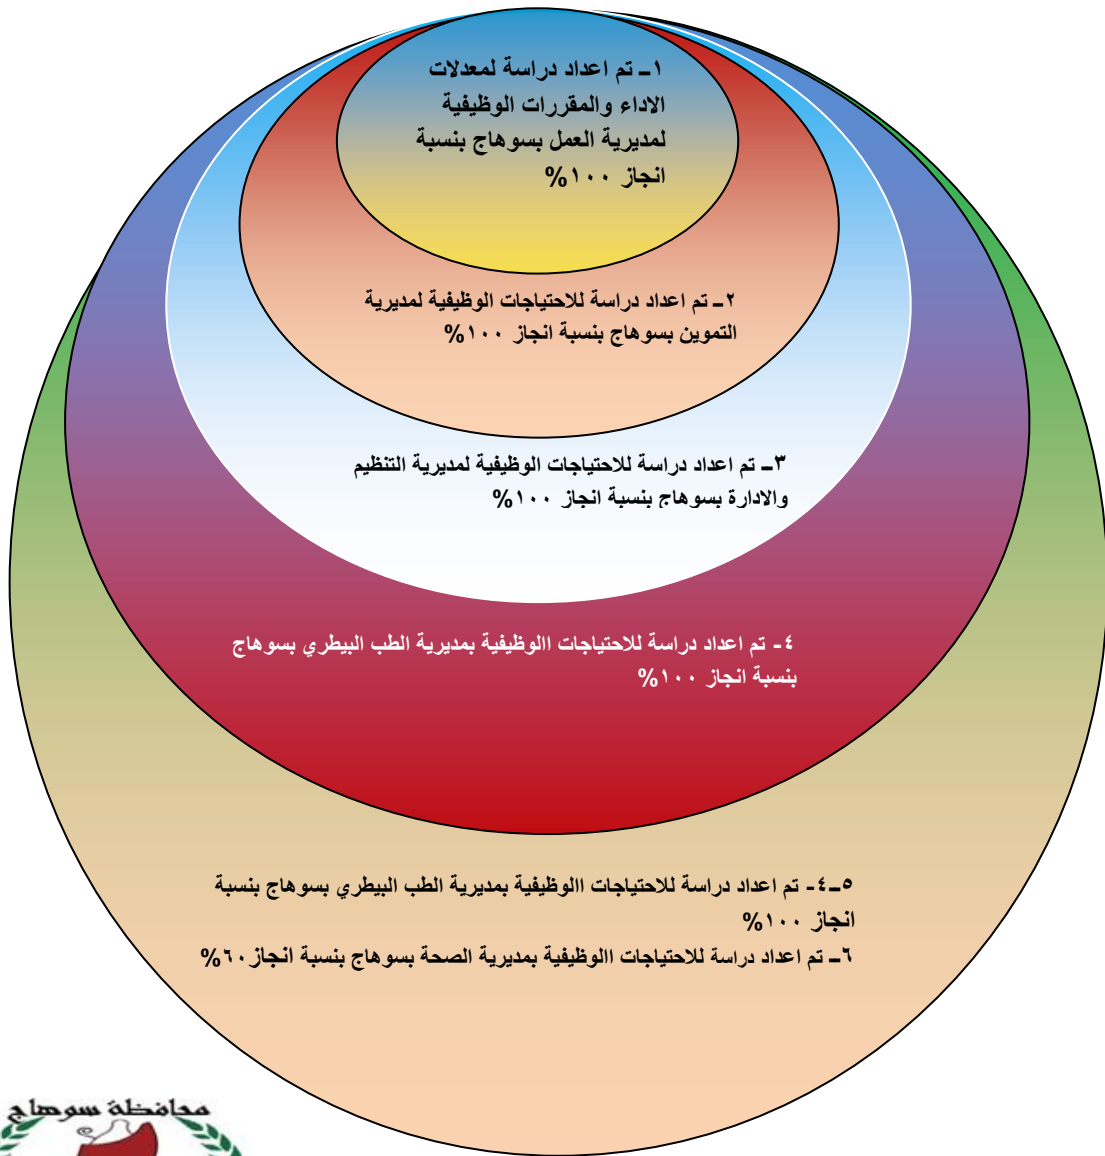 ١ـ تم اعداد دراسة لمعدلات
الاداء والمقررات الوظيفية
لمديرية العمل بسوهاج بنسبة
انجاز ١٠٠%
٢ـ تم اعداد دراسة للاحتياجات الوظيفية لمديرية
التموين بسوهاج بنسبة انجاز ١٠٠%
٣ـ تم اعداد دراسة للاحتياجات الوظيفية لمديرية التنظيم
والادارة بسوهاج بنسبة انجاز ١٠٠%
٤- تم اعداد دراسة للاحتياجات االوظيفية بمديرية الطب البيطري بسوهاج
بنسبة انجاز ١٠٠%
٥ـ٤- تم اعداد دراسة للاحتياجات االوظيفية بمديرية الطب البيطري بسوهاج بنسبة
انجاز ١٠٠%
٦ـ تم اعداد دراسة للاحتياجات االوظيفية بمديرية الصحة بسوهاج بنسبة انجاز٦٠%
محافظة سوهاج